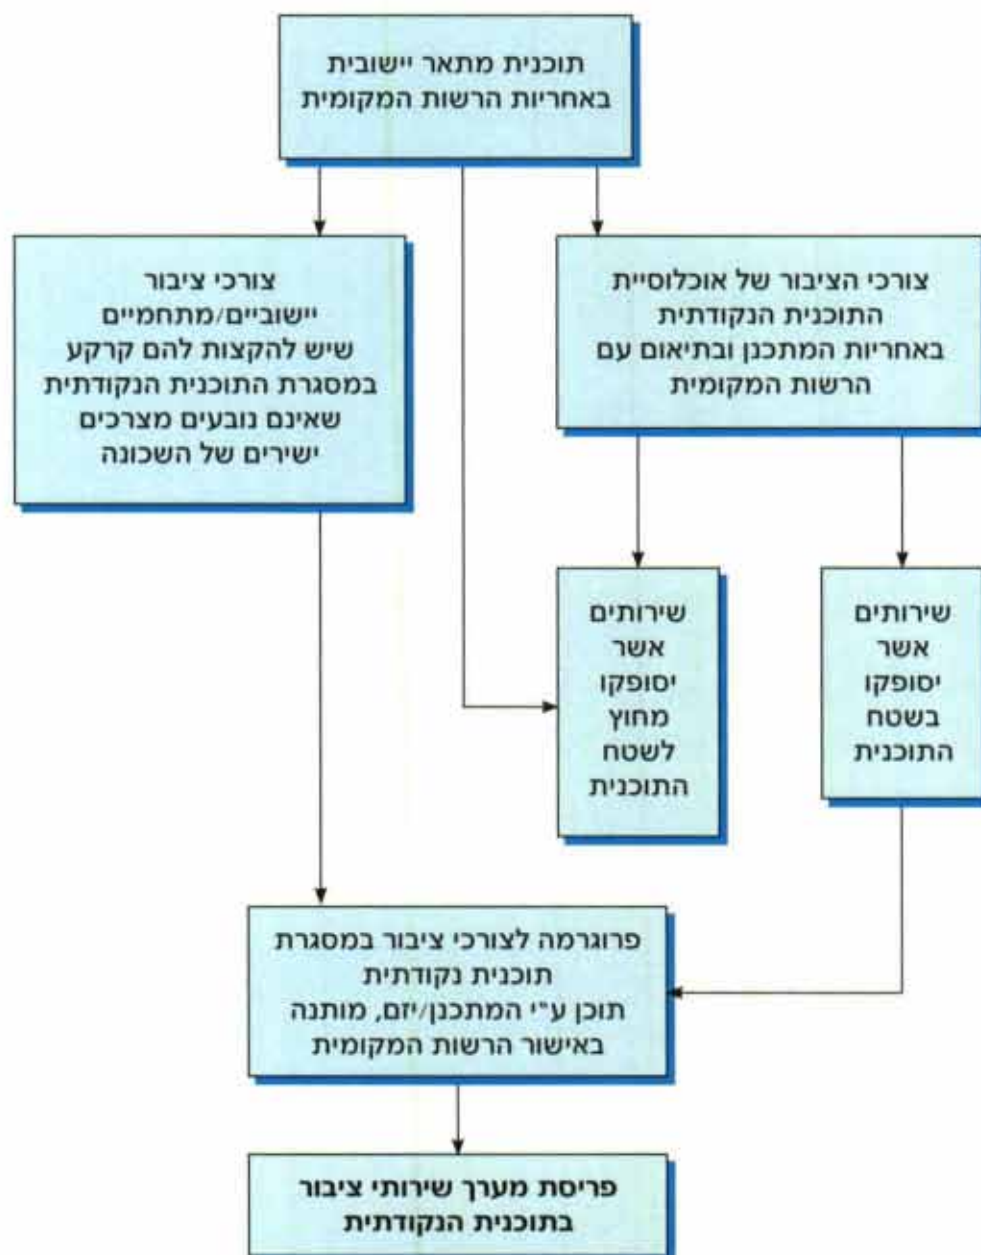 תוכנית מתאר יישובית
באחריות הרשות המקומית
צורכי הציבור של אוכלוסיית
התוכנית הנקודתית
באחריות המתכנן ובתיאום עם
הרשות המקומית
צורכי ציבור
יישוביים/מתחמיים
שיש להקצות להם קרקע
במסגרת התוכנית הנקודתית
שאינם נובעים מצרכים
ישירים של השכונה
שירותים
אשר
יסופקו
בשטח
התוכנית
שירותים
אשר
יסופקו
מחוץ
לשטח
התוכנית
פרוגרמה לצורכי ציבור במסגרת
תוכנית נקודתית
תוכן ע"י המתכנן/יזם, מותנה
באישור הרשות המקומית
פריסת מערך שירותי ציבור
בתוכנית הנקודתית